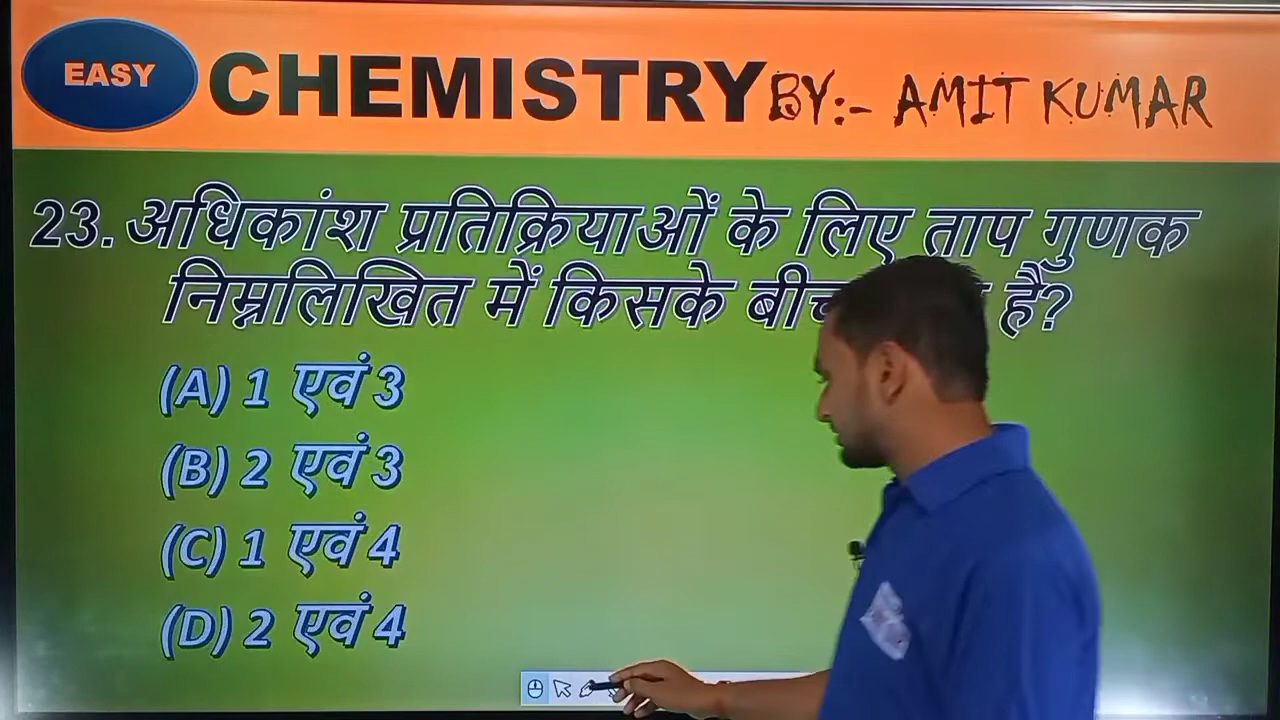 EASY
CHEMISTRY BY:- AMIT KUMAR
23. अधिकांश प्रतिक्रियाओं के लिए ताप गुणक
निम्नलिखित में किसके है?
(A) 1 एवं 3
(B) 2 एवं 3
(C) 1 एवं 4
(D) 2 एवं 4